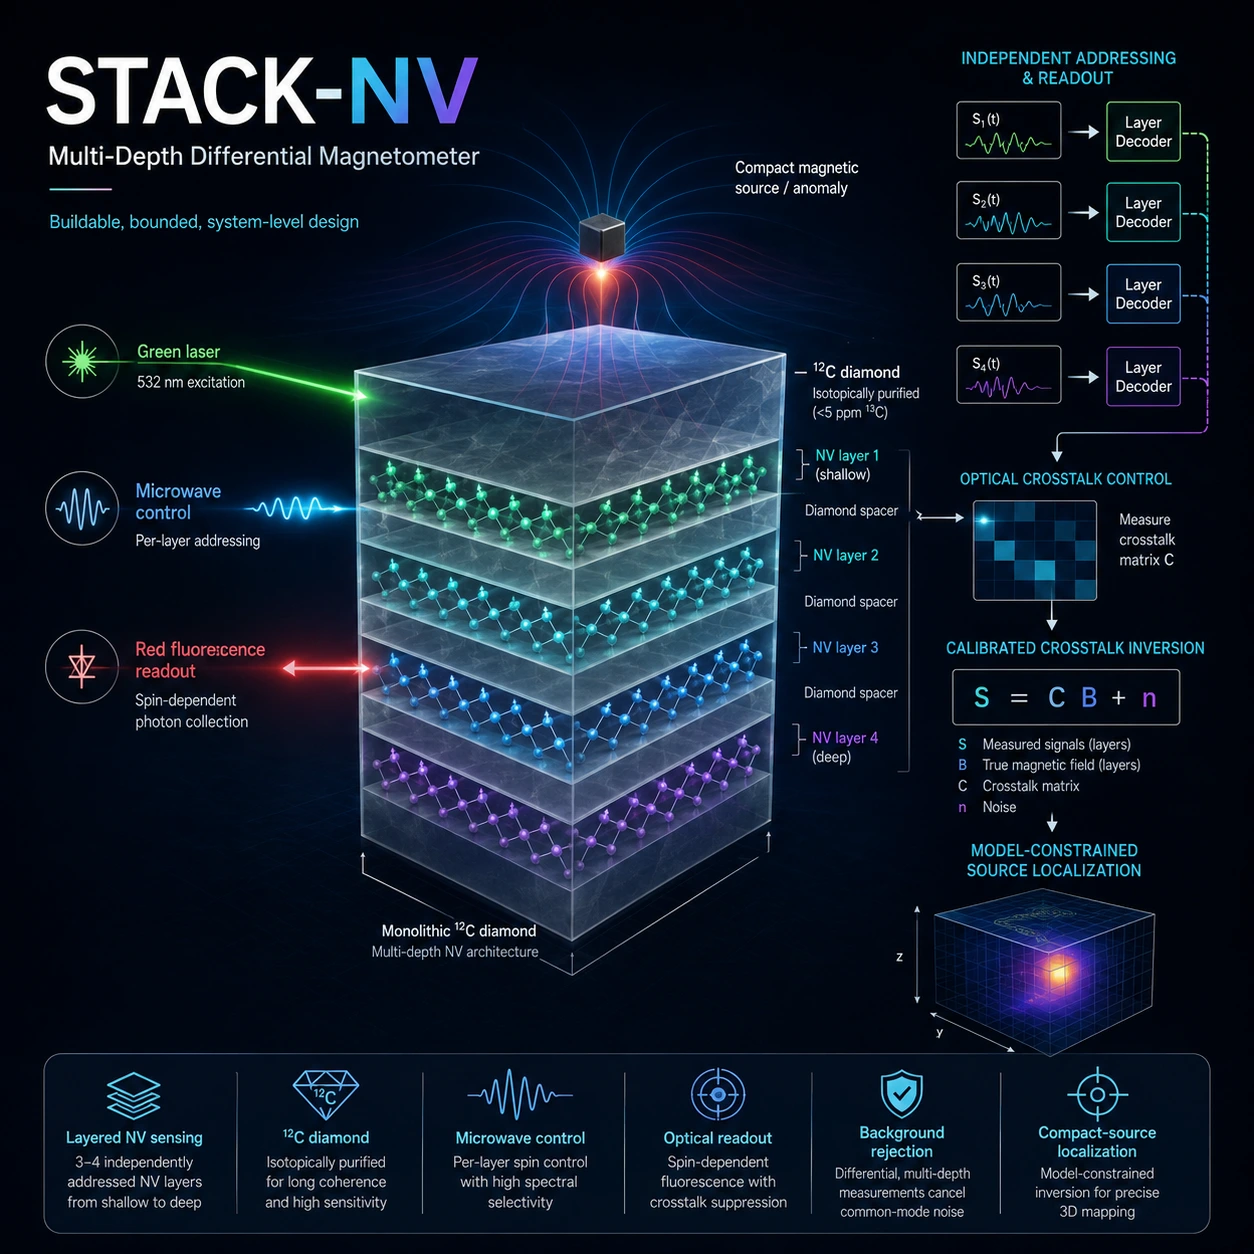 STACK-NV
Multi-Depth Differential Magnetometer
Buildable, bounded, system-level design
Compact magnetic
source / anomaly
Green laser
532 nm excitation
Microwave
control
Per-layer addressing
Red fluorescence
readout
Spin-dependent
photon collection
¹²C diamond
Isotopically purified
(<5 ppm ¹³C)
NV layer 1
(shallow)
Diamond spacer
NV layer 2
Diamond spacer
NV layer 3
Diamond spacer
NV layer 4
(deep)
Monolithic ¹²C diamond
Multi-depth NV architecture
INDEPENDENT ADDRESSING
& READOUT
S₁(t)
Layer
Decoder
S₂(t)
Layer
Decoder
S₃(t)
Layer
Decoder
S₄(t)
Layer
Decoder
OPTICAL CROSSTALK CONTROL
Measure
crosstalk
matrix C
CALIBRATED CROSSTALK INVERSION
S = C B + n
S Measured signals (layers)
B True magnetic field (layers)
C Crosstalk matrix
n Noise
MODEL-CONSTRAINED
SOURCE LOCALIZATION
z
y
Layered NV sensing
3–4 independently
addressed NV layers
from shallow to deep
¹²C
¹²C diamond
Isotopically purified
for long coherence
and high sensitivity
Microwave control
Per-layer spin control
with high spectral
selectivity
Optical readout
Spin-dependent
fluorescence with
crosstalk suppression
Background
rejection
Differential, multi-depth
measurements cancel
common-mode noise
Compact-source
localization
Model-constrained
inversion for precise
3D mapping